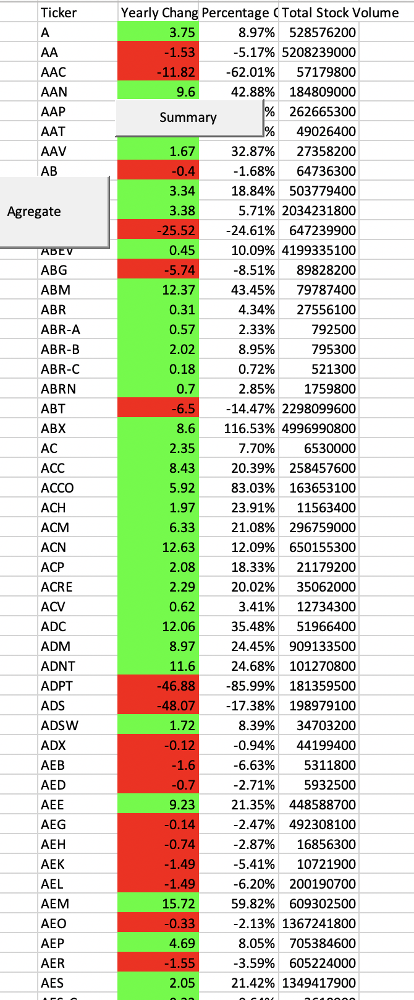 Ticker Yearly Chang Percentage C Total Stock Volume
A 3.75 8.97% 528576200
AA -1.53 -5.17% 5208239000
AAC -11.82 -62.01% 57179800
AAN 9.6 42.88% 184809000
AAP % 262665300
Summary
AAT % 49026400
AAV 1.67 32.87% 27358200
AB -0.4 -1.68% 64736300
3.34 18.84% 503779400
Agregate 3.38 5.71% 2034231800
-25.52 -24.61% 647239900
ABEV 0.45 10.09% 4199335100
ABG -5.74 -8.51% 89828200
ABM 12.37 43.45% 79787400
ABR 0.31 4.34% 27556100
ABR-A 0.57 2.33% 792500
ABR-B 2.02 8.95% 795300
ABR-C 0.18 0.72% 521300
ABRN 0.7 2.85% 1759800
ABT -6.5 -14.47% 2298099600
ABX 8.6 116.53% 4996990800
AC 2.35 7.70% 6530000
ACC 8.43 20.39% 258457600
ACCO 5.92 83.03% 163653100
ACH 1.97 23.91% 11563400
ACM 6.33 21.08% 296759000
ACN 12.63 12.09% 650155300
ACP 2.08 18.33% 21179200
ACRE 2.29 20.02% 35062000
ACV 0.62 3.41% 12734300
ADC 12.06 35.48% 51966400
ADM 8.97 24.45% 909133500
ADNT 11.6 24.68% 101270800
ADPT -46.88 -85.99% 181359500
ADS -48.07 -17.38% 198979100
ADSW 1.72 8.39% 34703200
ADX -0.12 -0.94% 44199400
AEB -1.6 -6.63% 5311800
AED -0.7 -2.71% 5932500
AEE 9.23 21.35% 448588700
AEG -0.14 -2.47% 492308100
AEH -0.74 -2.87% 16856300
AEK -1.49 -5.41% 10721900
AEL -1.49 -6.20% 200190700
AEM 15.72 59.82% 609302500
AEO -0.33 -2.13% 1367241800
AEP 4.69 8.05% 705384600
AER -1.55 -3.59% 605224000
AES 2.05 21.42% 1349417900